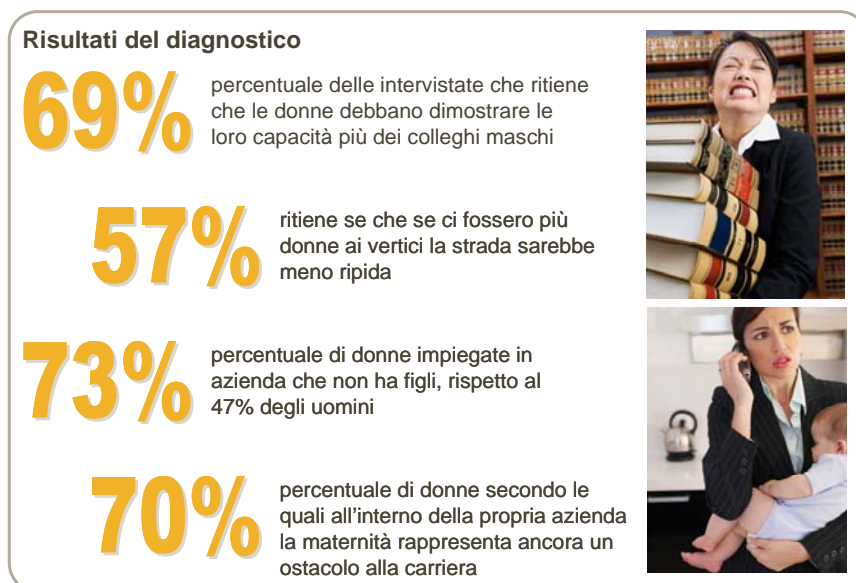 Risultati del diagnostico
69%
percentuale delle intervistate che ritiene
che le donne debbano dimostrare le
loro capacità più dei colleghi maschi
57%
ritiene se che se ci fossero più
donne ai vertici la strada sarebbe
meno ripida
73%
percentuale di donne impiegate in
azienda che non ha figli, rispetto al
47% degli uomini
70%
percentuale di donne secondo le
quali all'interno della propria azienda
la maternità rappresenta ancora un
ostacolo alla carriera